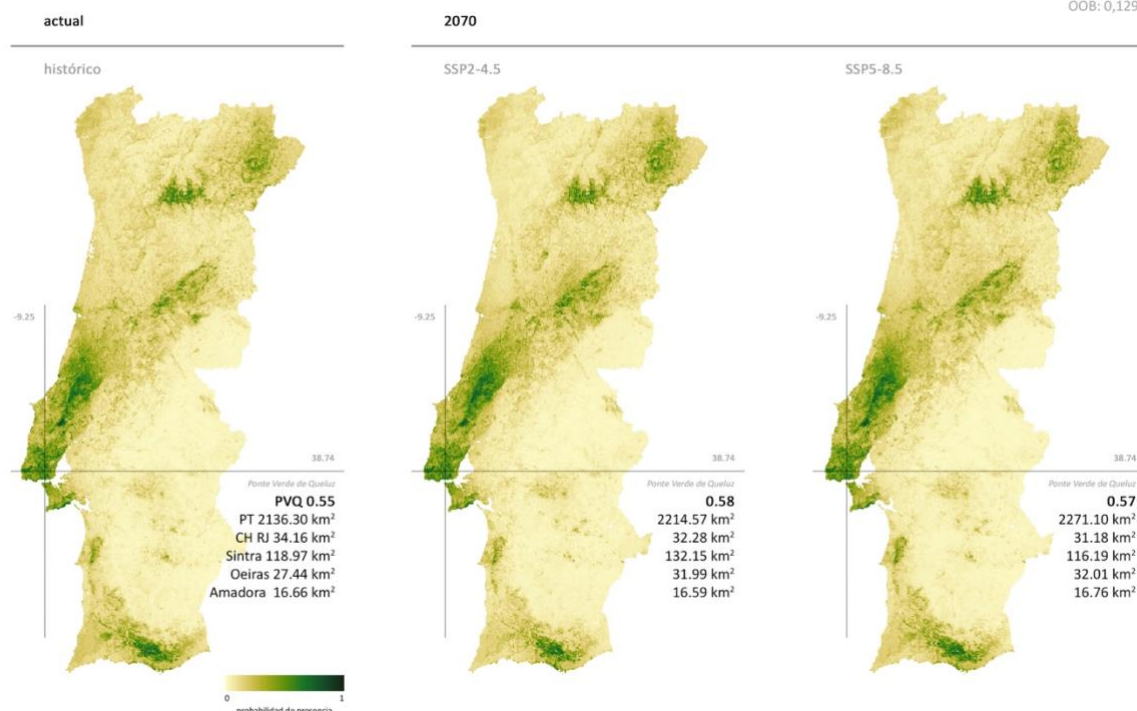 OOB: 0,129
actual
2070
histórico
SSP2-4.5
SSP5-8.5
-9.25
-9.25
-9.25
38.74
38.74
38.74
Ponte Verde de Queluz
Ponte Verde de Queluz
Ponte Verde de Queluz
PVQ 0.55
PT 2136.30 km²
CH RJ 34.16 km²
Sintra 118.97 km²
Oeiras 27.44 km²
Amadora 16.66 km²
0.58
2214.57 km²
32.28 km²
132.15 km²
31.99 km²
16.59 km²
0.57
2271.10 km²
31.18 km²
116.19 km²
32.01 km²
16.76 km²
0
1
probabilidad de presencia